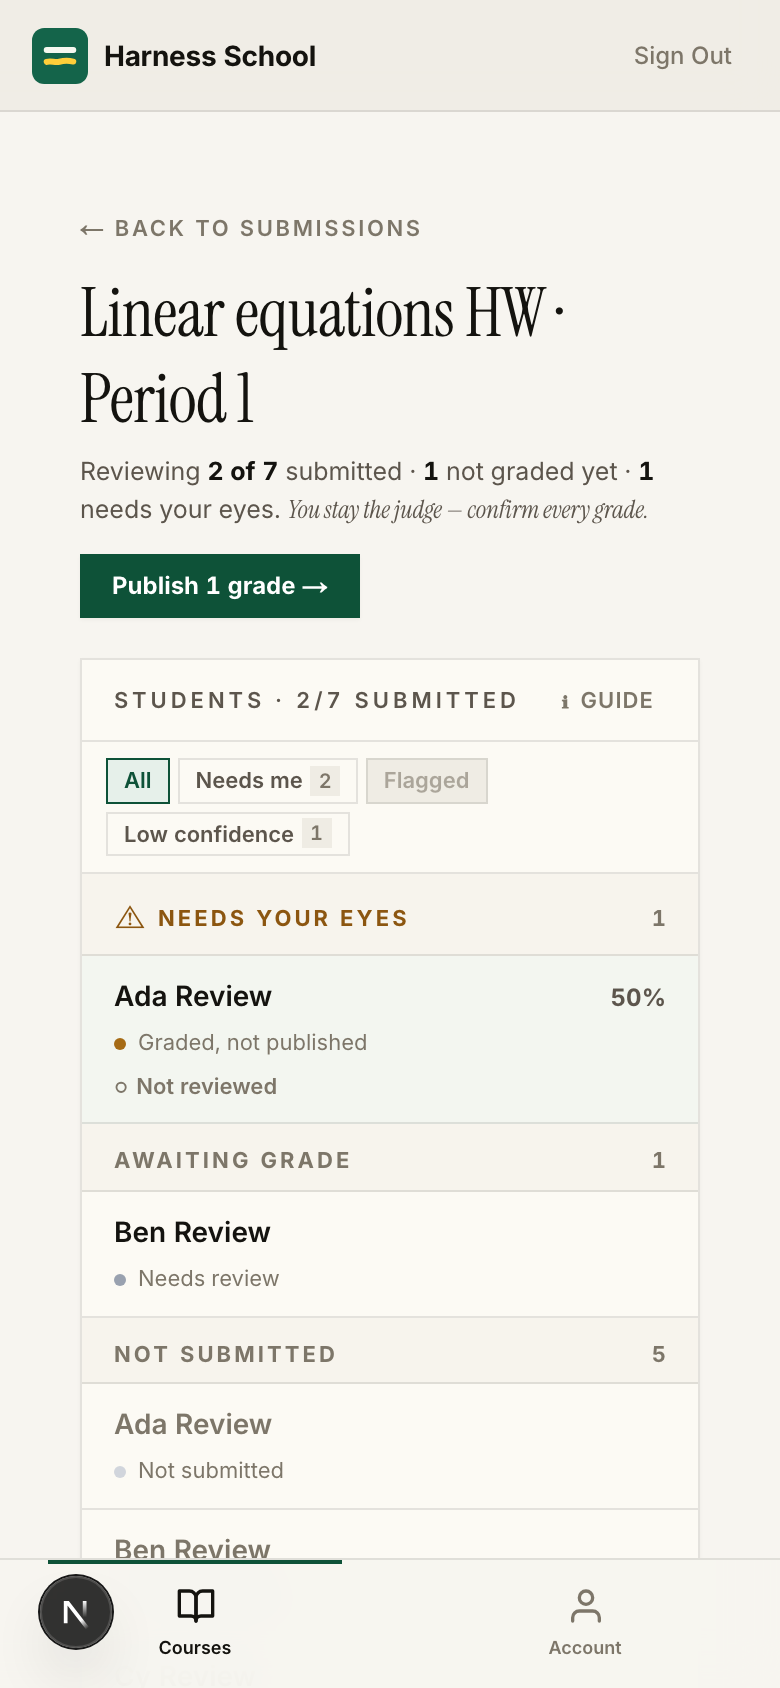 Harness School
Sign Out
← BACK TO SUBMISSIONS
Linear equations HW ·
Period 1
Reviewing 2 of 7 submitted · 1 not graded yet · 1
needs your eyes. You stay the judge — confirm every grade.
Publish 1 grade →
STUDENTS · 2/7 SUBMITTED
ℹ GUIDE
All
Needs me 2
Flagged
Low confidence 1
⚠ NEEDS YOUR EYES 1
Ada Review 50%
Graded, not published
Not reviewed
AWAITING GRADE 1
Ben Review
Needs review
NOT SUBMITTED 5
Ada Review
Not submitted
Ben Review
N
Courses
Account